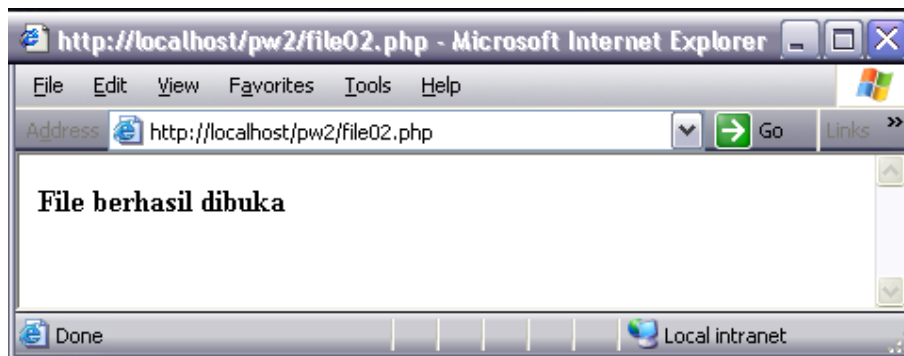 http://localhost/pw2/file02.php - Microsoft Internet Explorer
File Edit View Favorites Tools Help
Address http://localhost/pw2/file02.php Go Links »
File berhasil dibuka
Done Local intranet